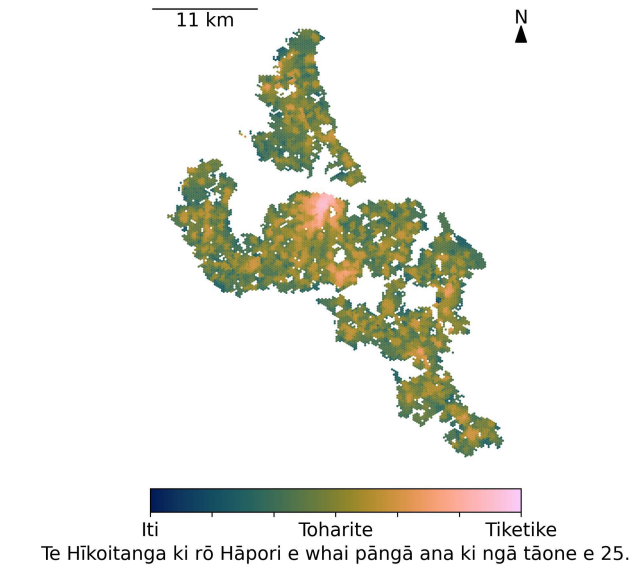 11 km
N
Iti Toharite Tiketike
Te Hīkoitanga ki rō Hāpori e whai pāngā ana ki ngā tāone e 25.